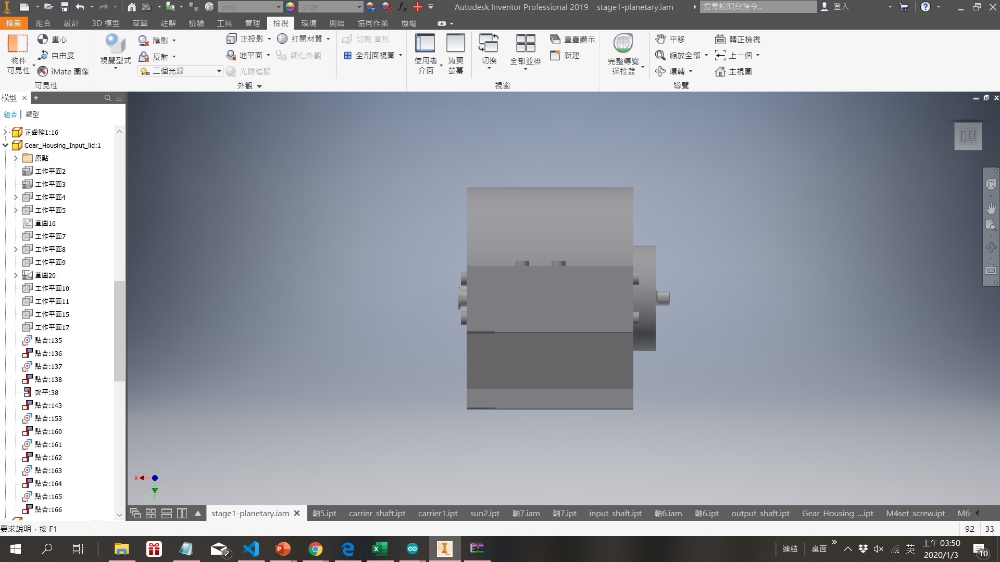 PRO
材料
外觀
fx
Autodesk Inventor Professional 2019 stage1-planetary.iam
搜尋說明與指令...
登入
檔案 組合 設計 3D 模型 草圖 註解 檢驗 工具 管理 檢視 環境 開始 協同作業 機電
物件
可見性
重心
自由度
iMate 圖像
可見性
視覺型式
陰影
反射
二個光源
正投影
地平面
光跡追蹤
打開材質
細化外觀
外觀
切割 圖形
全剖面視圖
使用者
介面
清爽
螢幕
切換
全部並排
重疊顯示
新建
視窗
完整導覽
操控盤
平移
縮放全部
環轉
轉正檢視
上一個
主視圖
導覽
模型
組合 塑型
正齒輪1:16
Gear_Housing_Input_lid:1
原點
工作平面2
工作平面3
工作平面4
工作平面5
草圖16
工作平面7
工作平面8
工作平面9
草圖20
工作平面10
工作平面11
工作平面15
工作平面17
貼合:135
貼合:136
貼合:137
貼合:138
齊平:38
貼合:143
貼合:153
貼合:160
貼合:161
貼合:162
貼合:163
貼合:164
貼合:165
貼合:166
X
Y
stage1-planetary.iam 軸5.ipt carrier_shaft.ipt carrier1.ipt sun2.ipt 軸7.iam 軸7.ipt input_shaft.ipt 軸6.iam 軸6.ipt output_shaft.ipt Gear_Housing_...ipt M4set_screw.ipt
要求說明，按 F1
92 33
2
連結 桌面
英
上午 03:50
2020/1/3
10